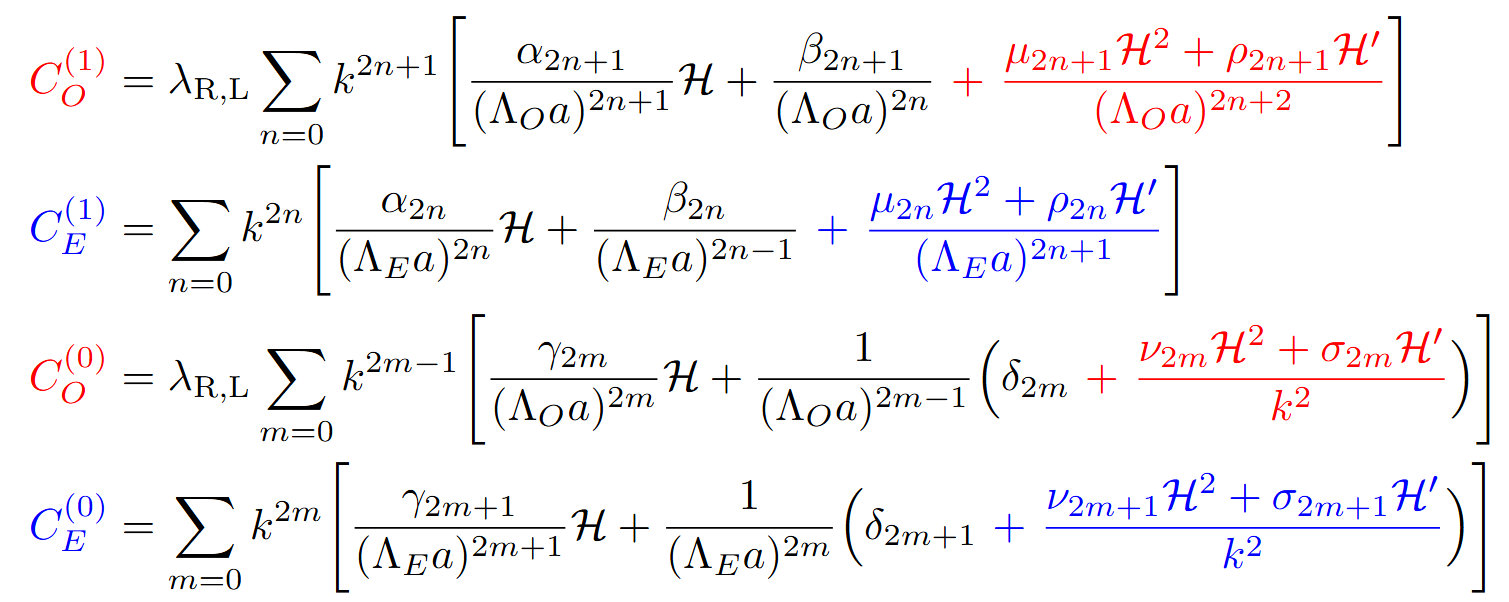 $C_O^{(1)} = \lambda_{\mathrm{R,L}} \sum_{n=0} k^{2n+1} \left[ \frac{\alpha_{2n+1}}{(\Lambda_O a)^{2n+1}} \mathcal{H} + \frac{\beta_{2n+1}}{(\Lambda_O a)^{2n}} + \frac{\mu_{2n+1} \mathcal{H}^2 + \rho_{2n+1} \mathcal{H}'}{(\Lambda_O a)^{2n+2}} \right]$
$C_E^{(1)} = \sum_{n=0} k^{2n} \left[ \frac{\alpha_{2n}}{(\Lambda_E a)^{2n}} \mathcal{H} + \frac{\beta_{2n}}{(\Lambda_E a)^{2n-1}} + \frac{\mu_{2n} \mathcal{H}^2 + \rho_{2n} \mathcal{H}'}{(\Lambda_E a)^{2n+1}} \right]$
$C_O^{(0)} = \lambda_{\mathrm{R,L}} \sum_{m=0} k^{2m-1} \left[ \frac{\gamma_{2m}}{(\Lambda_O a)^{2m}} \mathcal{H} + \frac{1}{(\Lambda_O a)^{2m-1}} \left( \delta_{2m} + \frac{\nu_{2m} \mathcal{H}^2 + \sigma_{2m} \mathcal{H}'}{k^2} \right) \right]$
$C_E^{(0)} = \sum_{m=0} k^{2m} \left[ \frac{\gamma_{2m+1}}{(\Lambda_E a)^{2m+1}} \mathcal{H} + \frac{1}{(\Lambda_E a)^{2m}} \left( \delta_{2m+1} + \frac{\nu_{2m+1} \mathcal{H}^2 + \sigma_{2m+1} \mathcal{H}'}{k^2} \right) \right]$